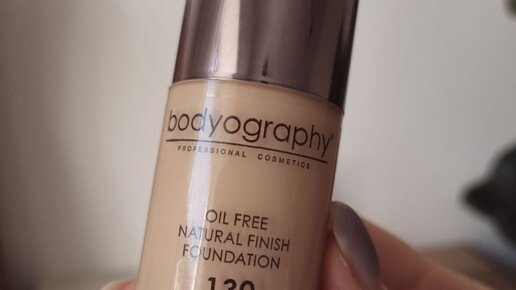 bodyography®
PROFESSIONAL COSMETICS
OIL FREE
NATURAL FINISH
FOUNDATION